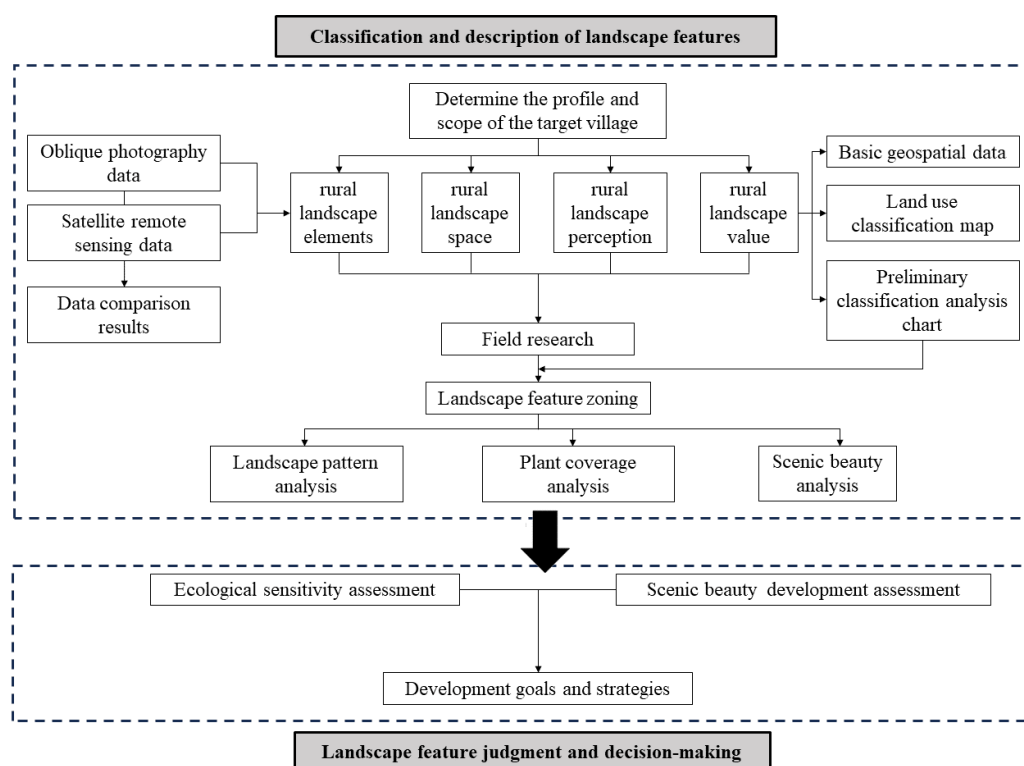 Classification and description of landscape features
Determine the profile and
scope of the target village
Oblique photography
data
Satellite remote
sensing data
Data comparison
results
rural
landscape
elements
rural
landscape
space
rural
landscape
perception
rural
landscape
value
Basic geospatial data
Land use
classification map
Preliminary
classification analysis
chart
Field research
Landscape feature zoning
Landscape pattern
analysis
Plant coverage
analysis
Scenic beauty
analysis
Ecological sensitivity assessment
Scenic beauty development assessment
Development goals and strategies
Landscape feature judgment and decision-making